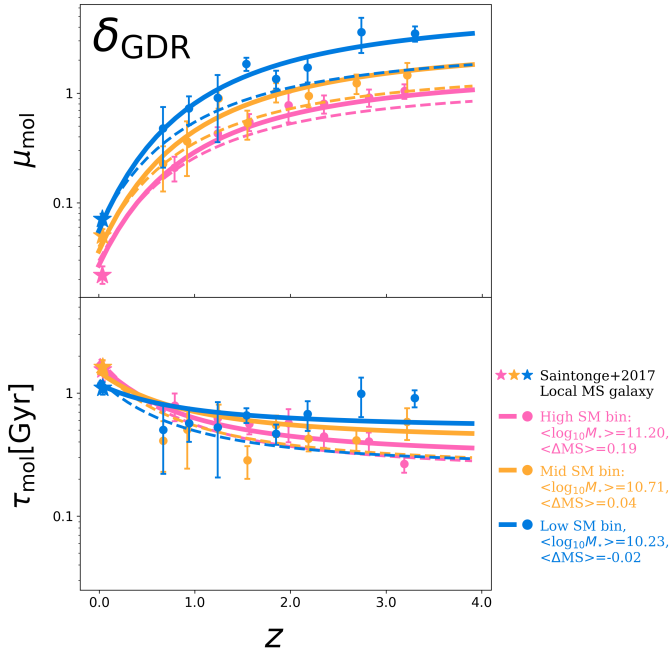 δGDR
μmol
1
0.1
τmol[Gyr]
1
0.1
0.0
1.0
2.0
3.0
4.0
z
Saintonge+2017
Local MS galaxy
High SM bin:
<log10M⋆>=11.20,
<ΔMS>=0.19
Mid SM bin:
<log10M⋆>=10.71,
<ΔMS>=0.04
Low SM bin,
<log10M⋆>=10.23,
<ΔMS>=-0.02